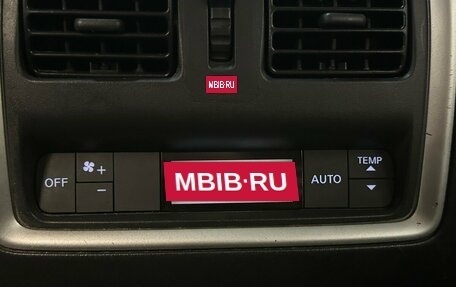 MBIB·RU
TEMP
OFF + MBIB·RU AUTO
−